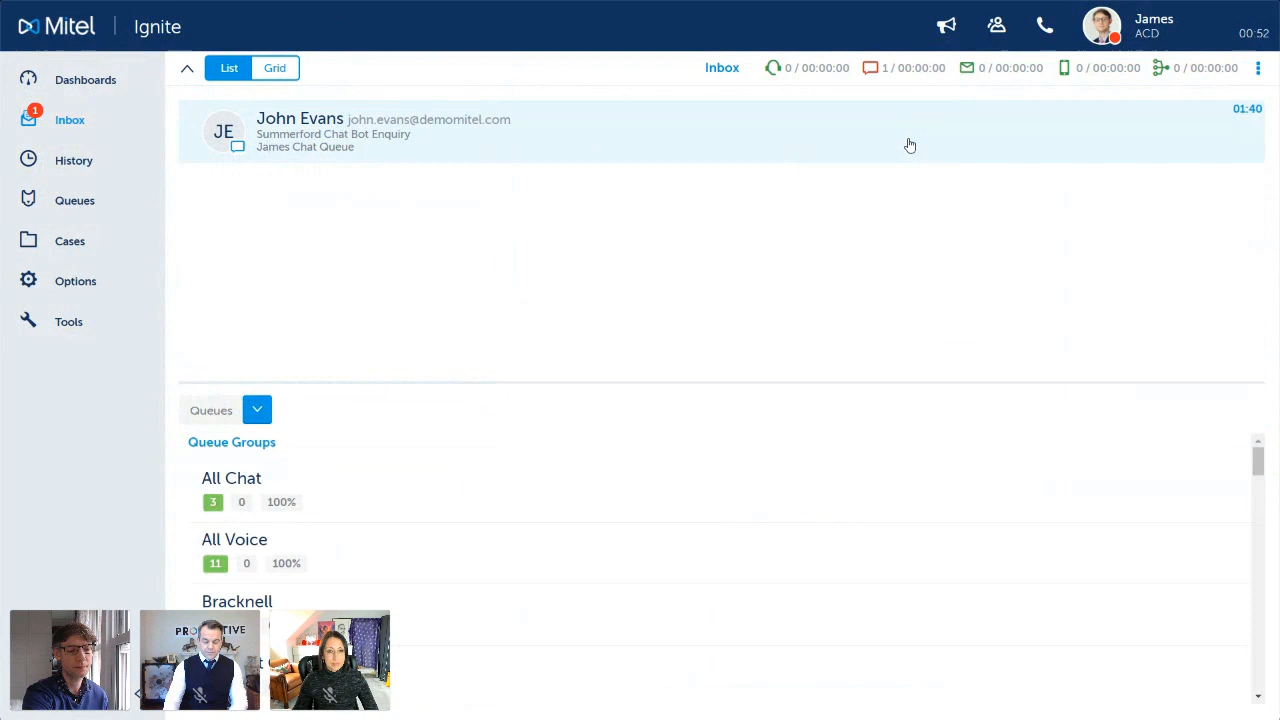 Mitel
Ignite
James
ACD
00:52
Dashboards
1
Inbox
History
Queues
Cases
Options
Tools
List
Grid
Inbox
0 / 00:00:00
1 / 00:00:00
0 / 00:00:00
0 / 00:00:00
0 / 00:00:00
JE
John Evans john.evans@demomitel.com
Summerford Chat Bot Enquiry
James Chat Queue
01:40
Queues
Queue Groups
All Chat
3 0 100%
All Voice
11 0 100%
Bracknell